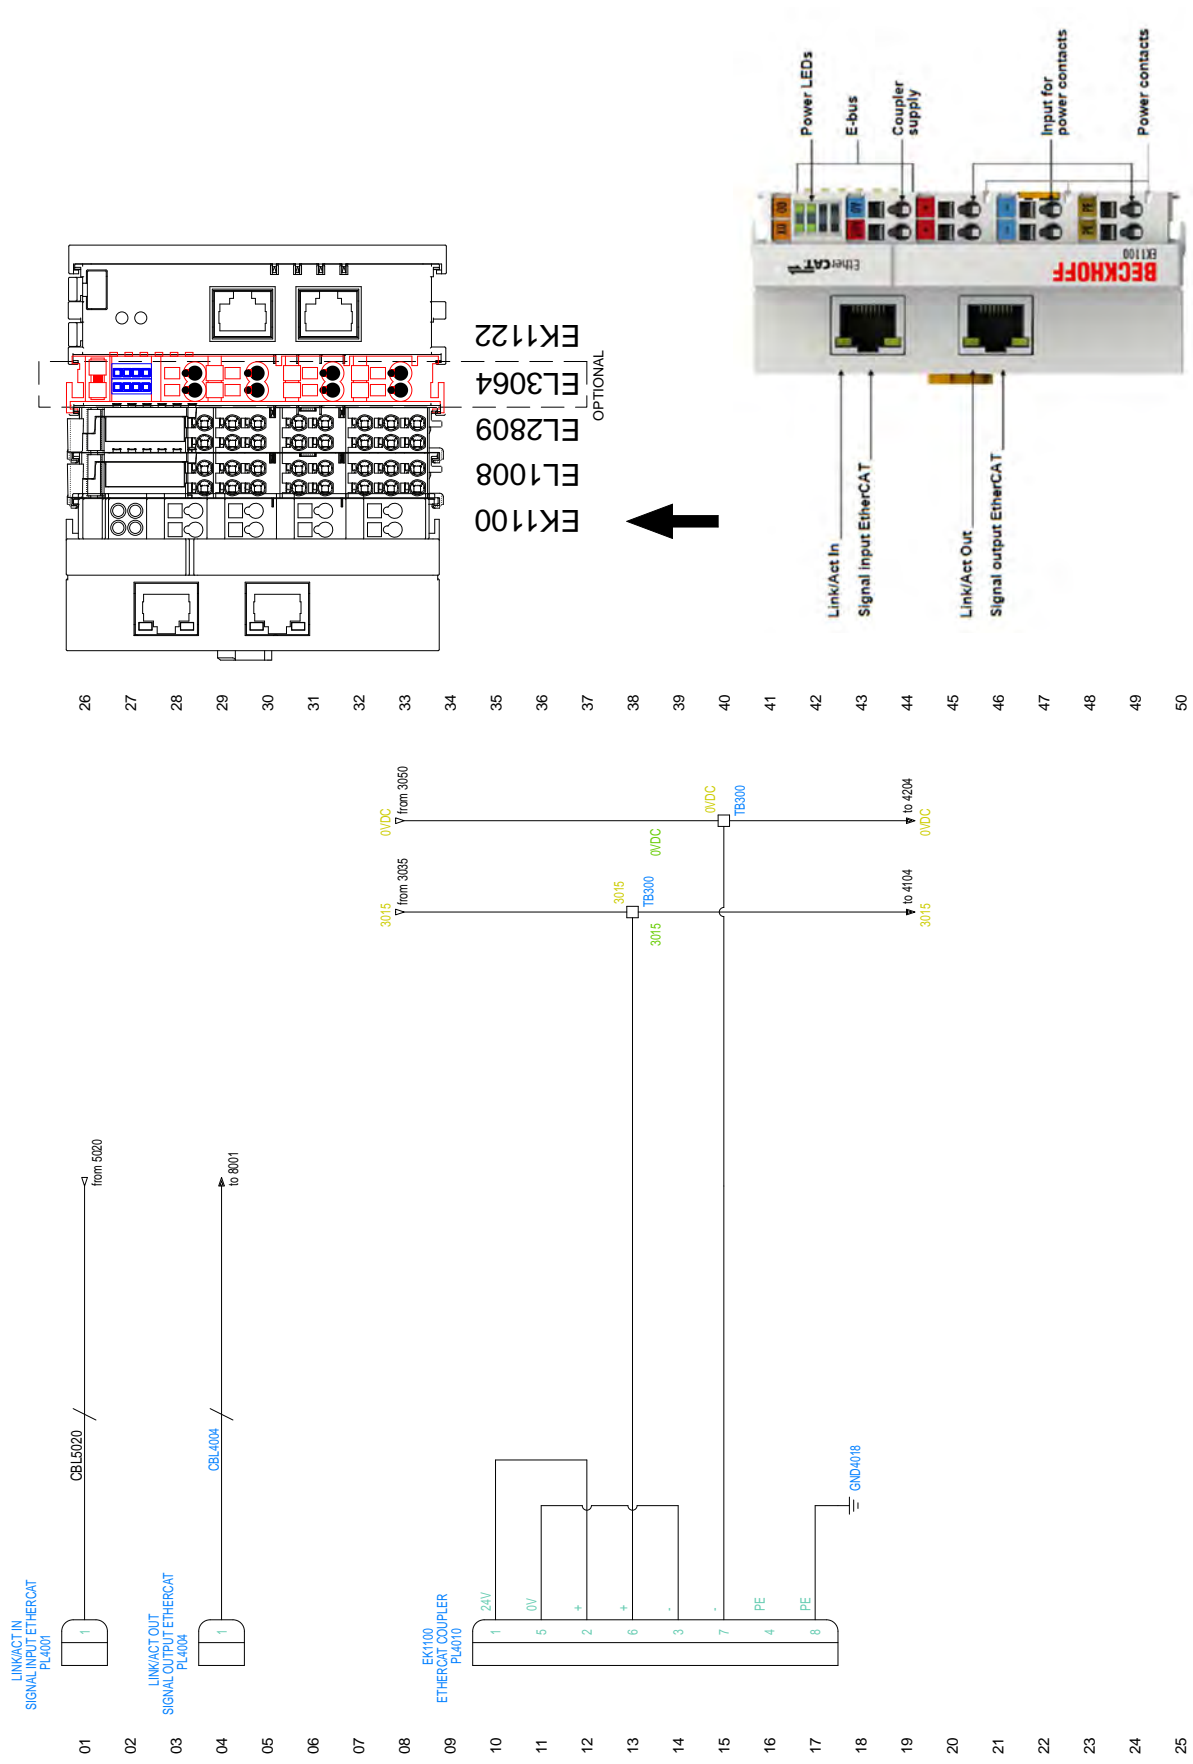 LINK/ACT IN
SIGNAL INPUT ETHERCAT
PL4001
1
CBL5020
from 5020
LINK/ACT OUT
SIGNAL OUTPUT ETHERCAT
PL4004
1
CBL4004
to 8001
EK1100
ETHERCAT COUPLER
PL4010
1
24V
5
0V
2
+
6
+
3
-
7
-
4
PE
8
PE
GND4018
3015
from 3035
3015
TB300
3015
to 4104
3015
0VDC
from 3050
0VDC
0VDC
TB300
to 4204
0VDC
01
02
03
04
05
06
07
08
09
10
11
12
13
14
15
16
17
18
19
20
21
22
23
24
25
26
27
28
29
30
31
32
33
34
35
36
37
38
39
40
41
42
43
44
45
46
47
48
49
50
EK1122
EL3064
OPTIONAL
EL2809
EL1008
EK1100
Power LEDs
E-bus
Coupler
supply
Input for
power contacts
Power contacts
EtherCAT
BECKHOFF
EK1100
0V
+
+
-
-
PE
PE
Link/Act In
Signal input EtherCAT
Link/Act Out
Signal output EtherCAT